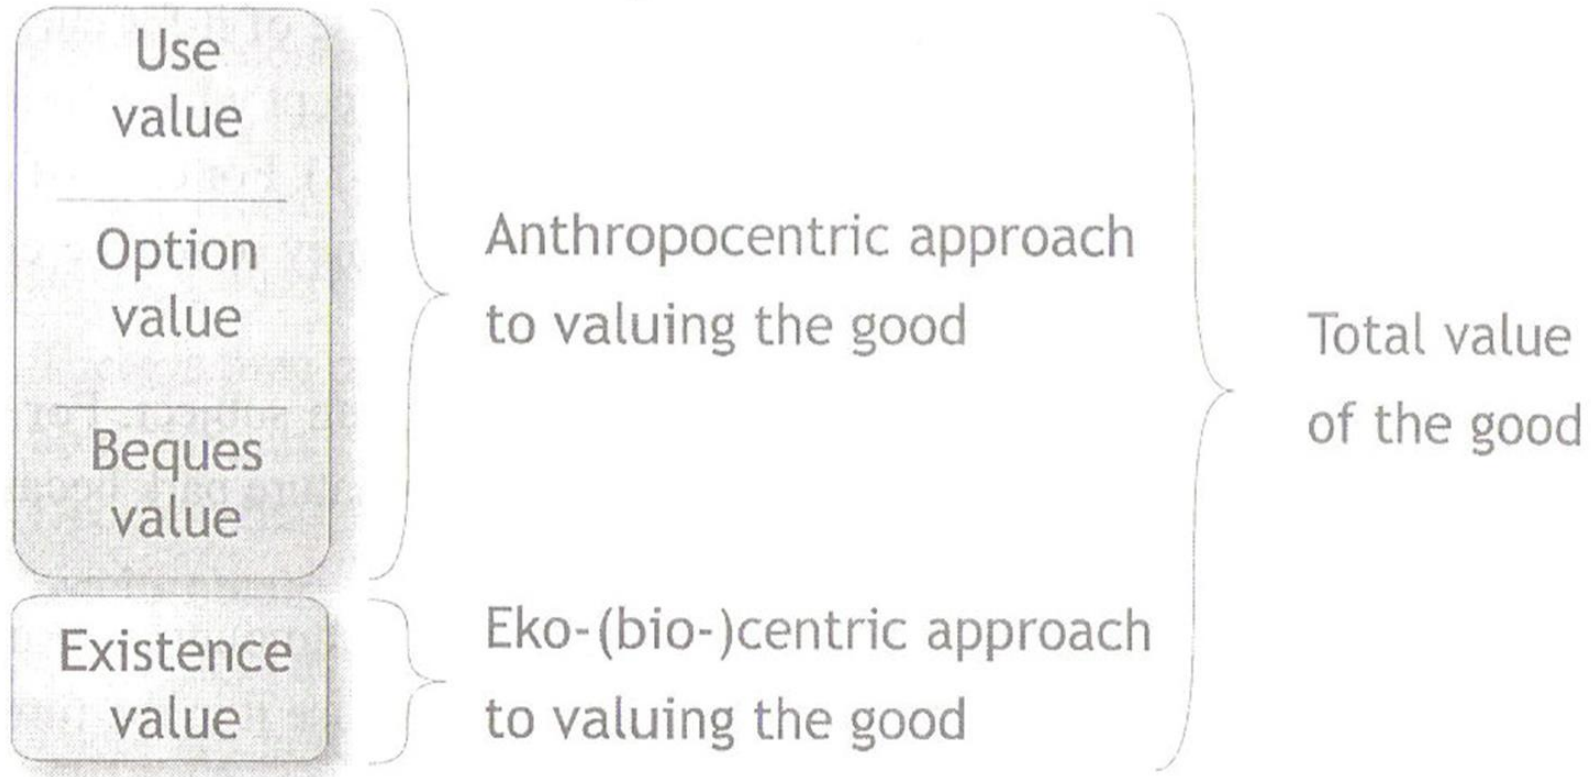 Use
value
Option
value
Beques
value
Existence
value
Anthropocentric approach
to valuing the good
Eko-(bio-)centric approach
to valuing the good
Total value
of the good